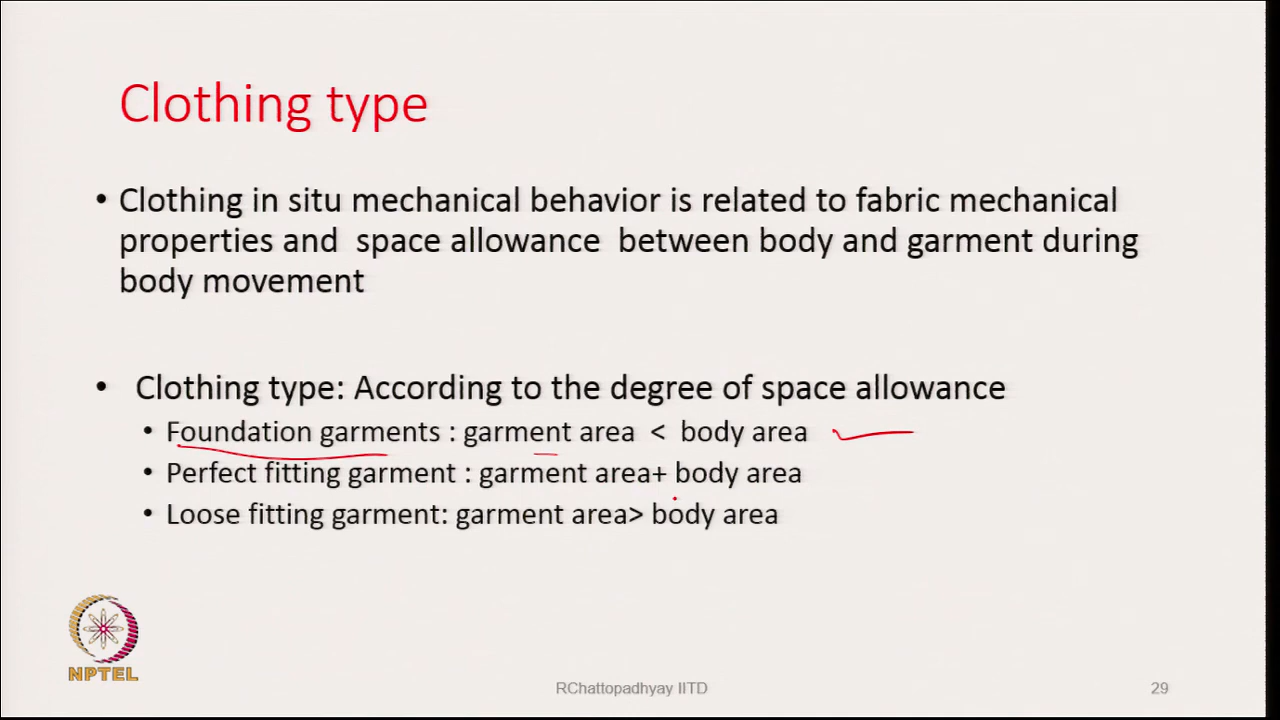 Clothing type
• Clothing in situ mechanical behavior is related to fabric mechanical
properties and space allowance between body and garment during
body movement
• Clothing type: According to the degree of space allowance
• Foundation garments : garment area < body area
• Perfect fitting garment : garment area+ body area
• Loose fitting garment: garment area> body area
NPTEL
RChattopadhyay IITD
29